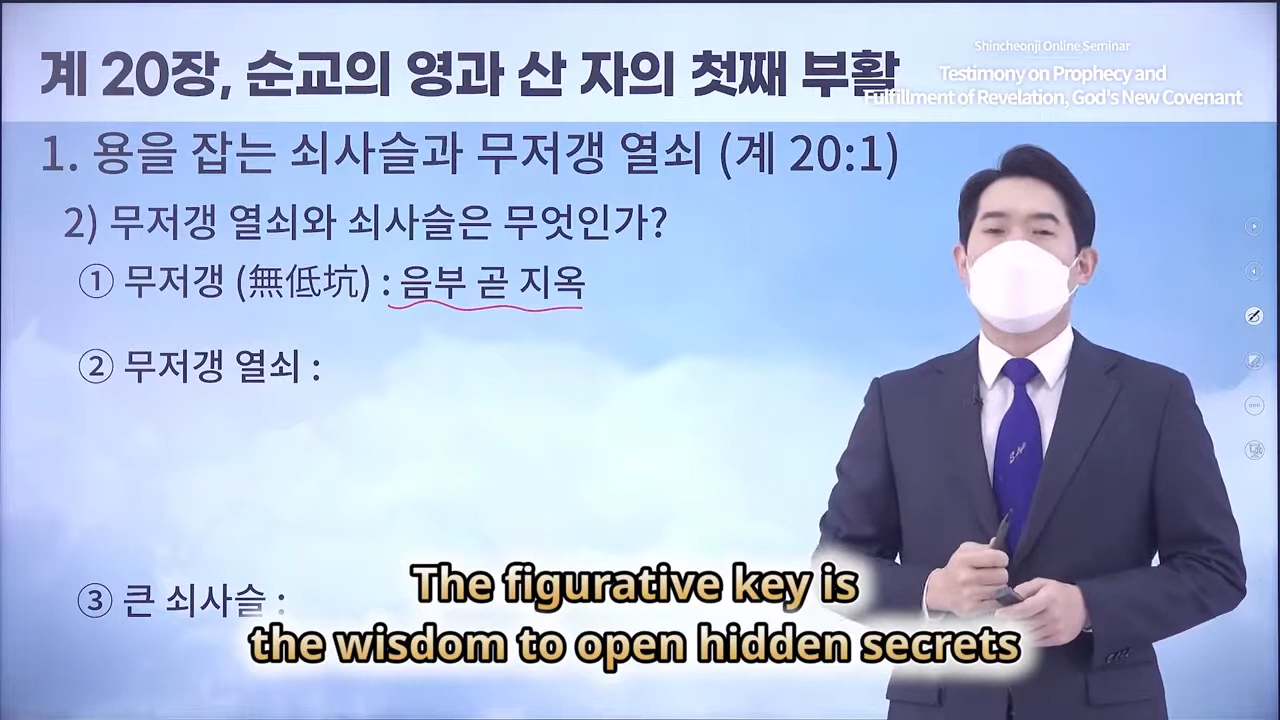 계 20장, 순교의 영과 산 자의 첫째 부활
Shincheonji Online Seminar
Testimony on Prophecy and
Fulfillment of Revelation, God's New Covenant
1. 용을 잡는 쇠사슬과 무저갱 열쇠 (계 20:1)
2) 무저갱 열쇠와 쇠사슬은 무엇인가?
① 무저갱 (無低坑) : 음부 곧 지옥
② 무저갱 열쇠 :
③ 큰 쇠사슬 :
The figurative key is
the wisdom to open hidden secrets